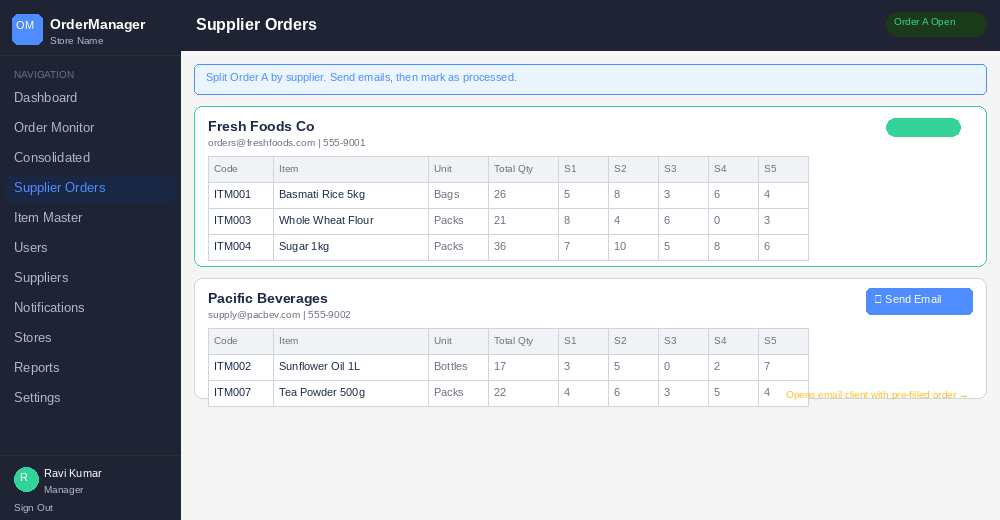 OM
OrderManager
Store Name
NAVIGATION
Dashboard
Order Monitor
Consolidated
Supplier Orders
Item Master
Users
Suppliers
Notifications
Stores
Reports
Settings
R
Ravi Kumar
Manager
Sign Out
Supplier Orders
Order A Open
Split Order A by supplier. Send emails, then mark as processed.
Fresh Foods Co
orders@freshfoods.com | 555-9001
Code Item Unit Total Qty S1 S2 S3 S4 S5
ITM001 Basmati Rice 5kg Bags 26 5 8 3 6 4
ITM003 Whole Wheat Flour Packs 21 8 4 6 0 3
ITM004 Sugar 1kg Packs 36 7 10 5 8 6
Pacific Beverages
supply@pacbev.com | 555-9002
Send Email
Code Item Unit Total Qty S1 S2 S3 S4 S5
ITM002 Sunflower Oil 1L Bottles 17 3 5 0 2 7
ITM007 Tea Powder 500g Packs 22 4 6 3 5 4
Opens email client with pre-filled order →